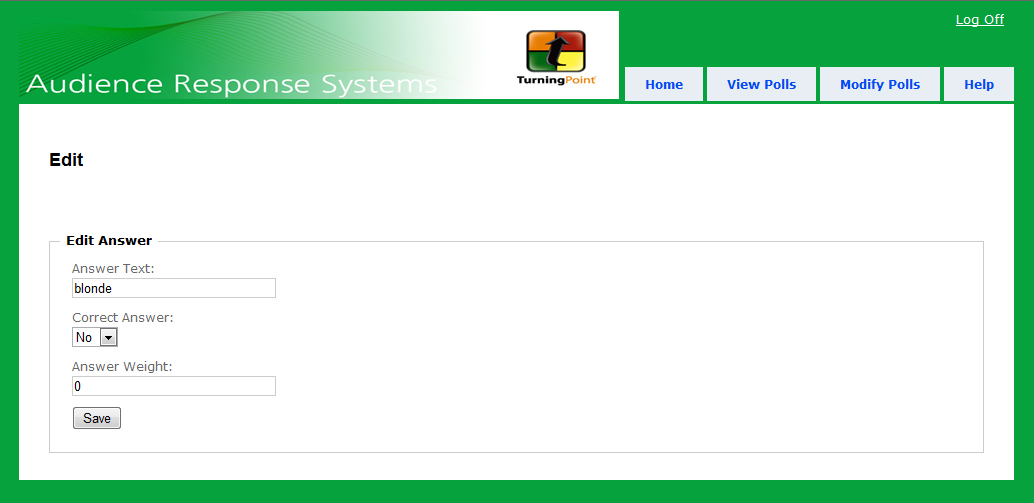 Log Off
Audience Response Systems
TurningPoint
Home
View Polls
Modify Polls
Help
Edit
Edit Answer
Answer Text:
blonde
Correct Answer:
No
Answer Weight:
0
Save